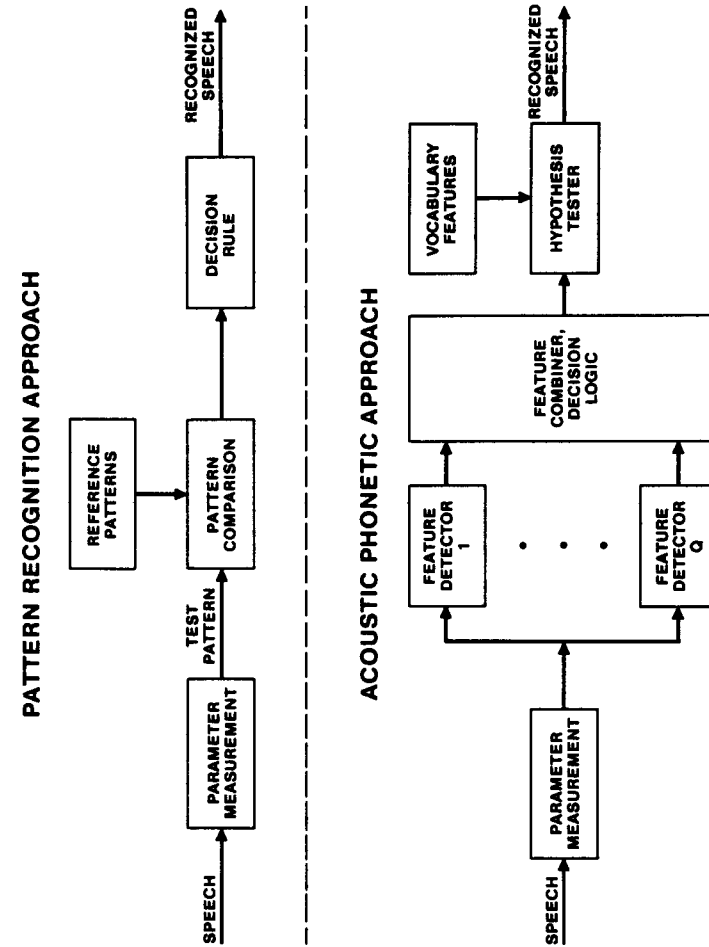 PATTERN RECOGNITION APPROACH
SPEECH
PARAMETER
MEASUREMENT
TEST
PATTERN
REFERENCE
PATTERNS
PATTERN
COMPARISON
DECISION
RULE
RECOGNIZED
SPEECH
ACOUSTIC PHONETIC APPROACH
SPEECH
PARAMETER
MEASUREMENT
FEATURE
DETECTOR
1
FEATURE
DETECTOR
Q
FEATURE
COMBINER,
DECISION
LOGIC
VOCABULARY
FEATURES
HYPOTHESIS
TESTER
RECOGNIZED
SPEECH